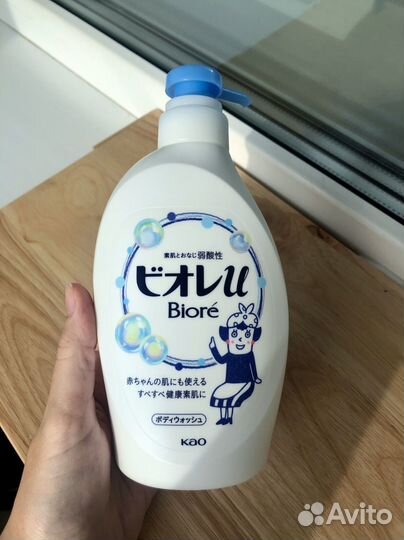 素肌とおなじ弱酸性
ビオレu
Bioré
赤ちゃんの肌にも使える
すべすべ健康素肌に
ボディウォッシュ
Kao
Avito